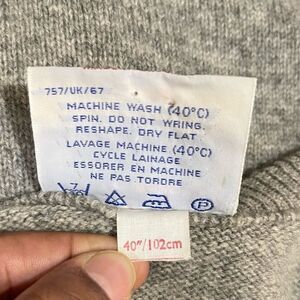 757/UK/67
MACHINE WASH (40°C)
SPIN. DO NOT WRING.
RESHAPE. DRY FLAT
LAVAGE MACHINE (40°C)
CYCLE LAINAGE
ESSORER EN MACHINE
NE PAS TORDRE
P
40"/102cm